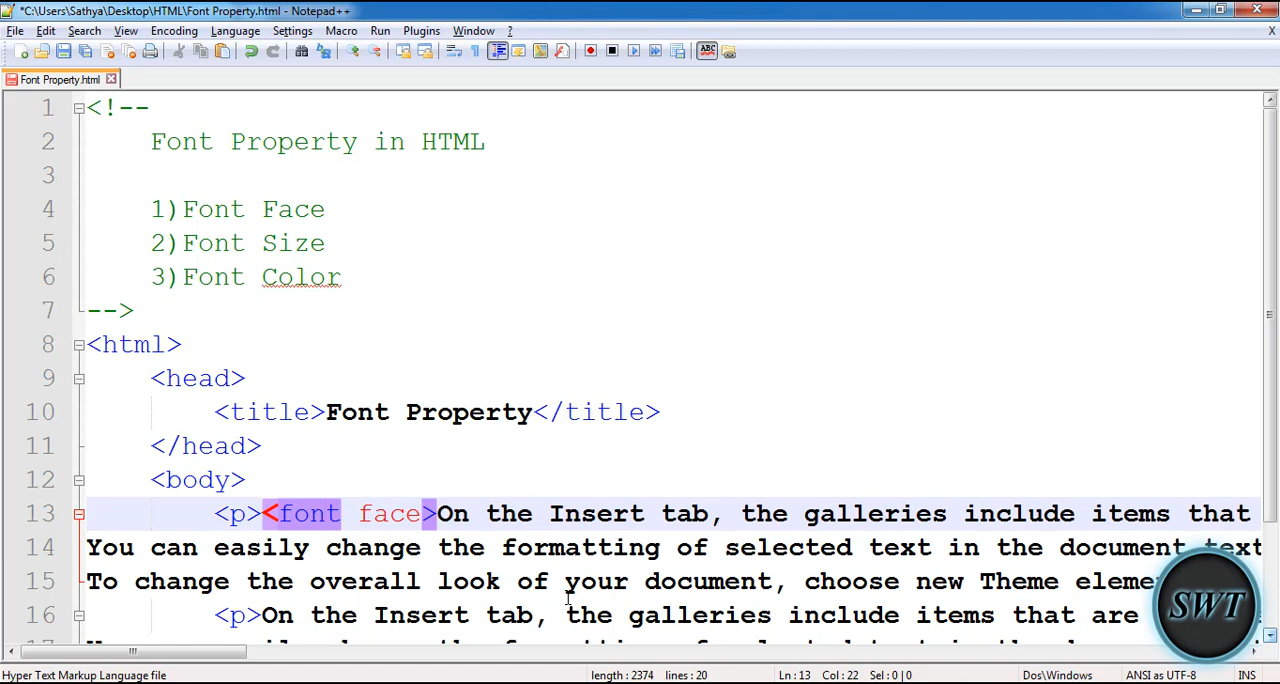 *C:\Users\Sathya\Desktop\HTML\Font Property.html - Notepad++
File Edit Search View Encoding Language Settings Macro Run Plugins Window ? X
ABC
Font Property.html
1 <!--
2 Font Property in HTML
3
4 1)Font Face
5 2)Font Size
6 3)Font Color
7 -->
8 <html>
9 <head>
10 <title>Font Property</title>
11 </head>
12 <body>
13 <p><font face>On the Insert tab, the galleries include items that
14 You can easily change the formatting of selected text in the document text
15 To change the overall look of your document, choose new Theme
16 <p>On the Insert tab, the galleries include items that are
SWT
Hyper Text Markup Language file length : 2374 lines : 20 Ln : 13 Col : 22 Sel : 0 | 0 Dos\Windows ANSI as UTF-8 INS